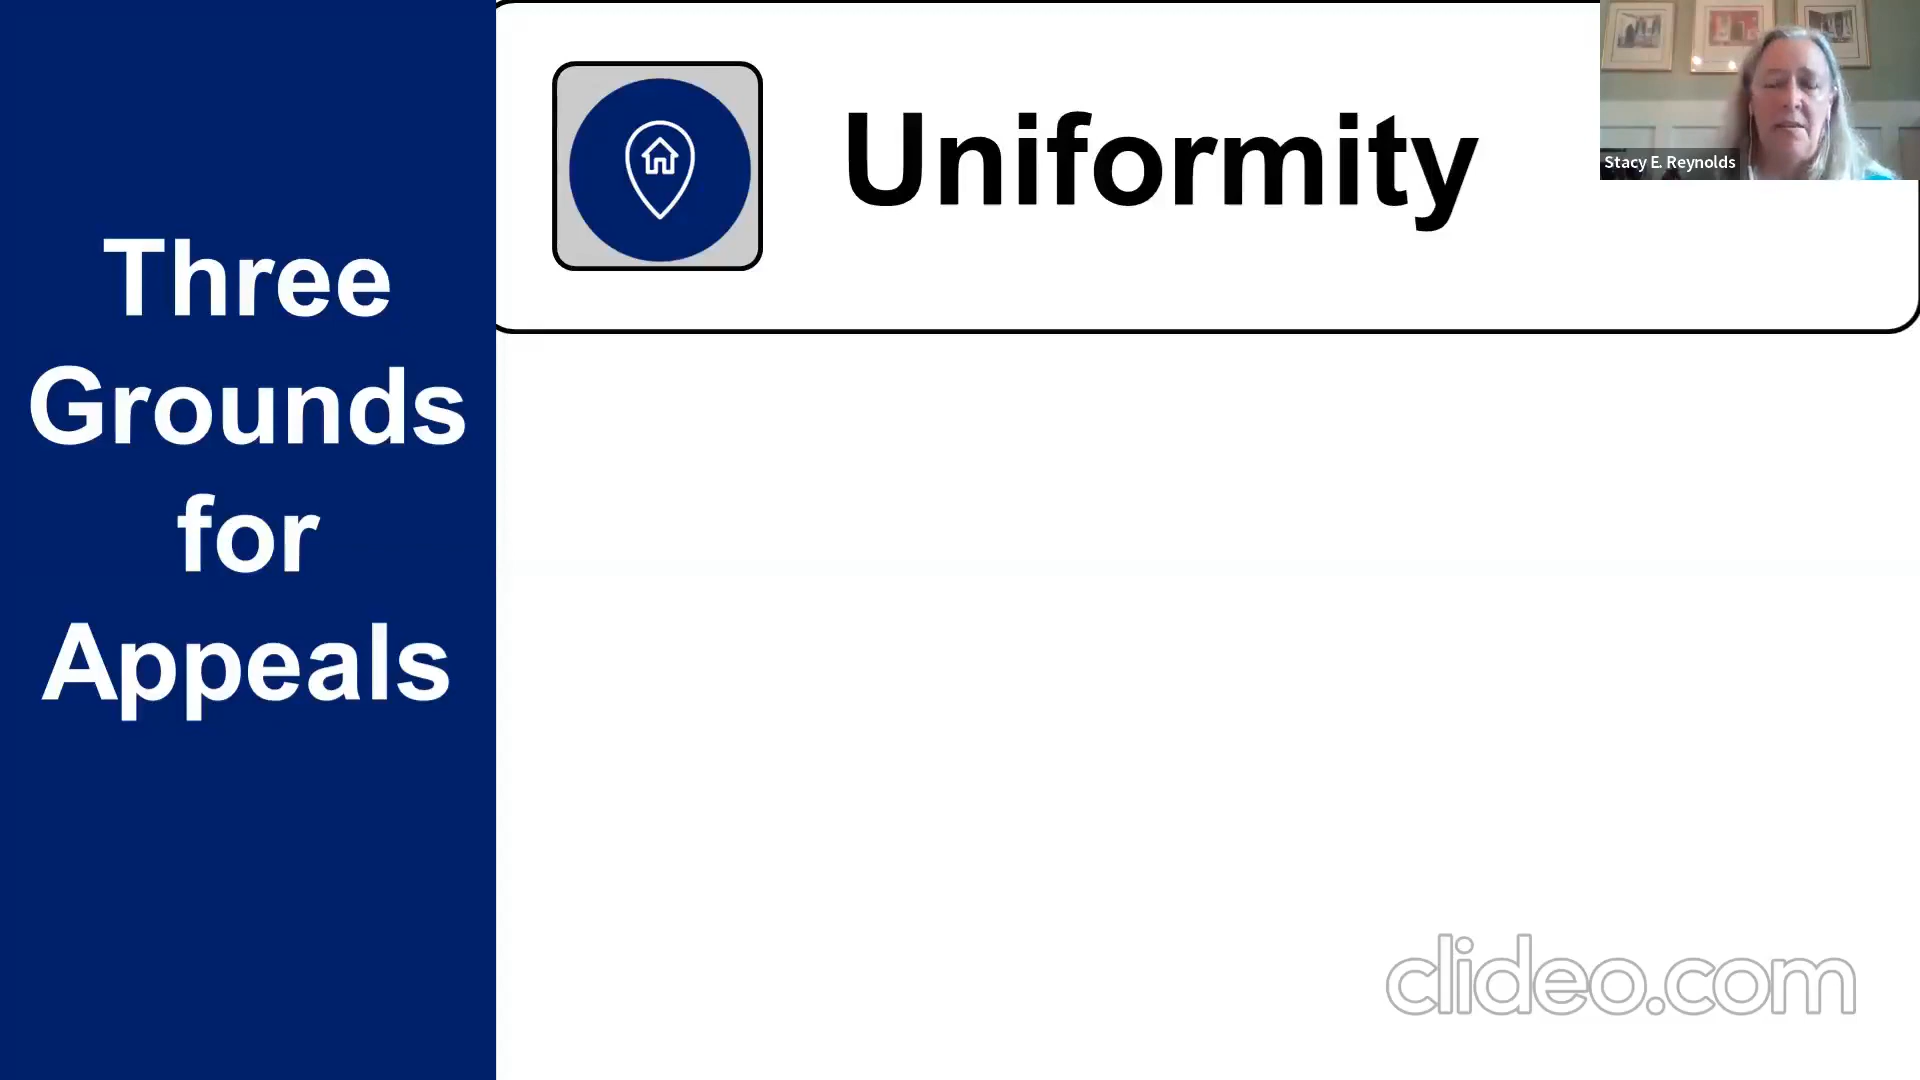 Three
Grounds
for
Appeals
Uniformity
Stacy E. Reynolds
clideo.com